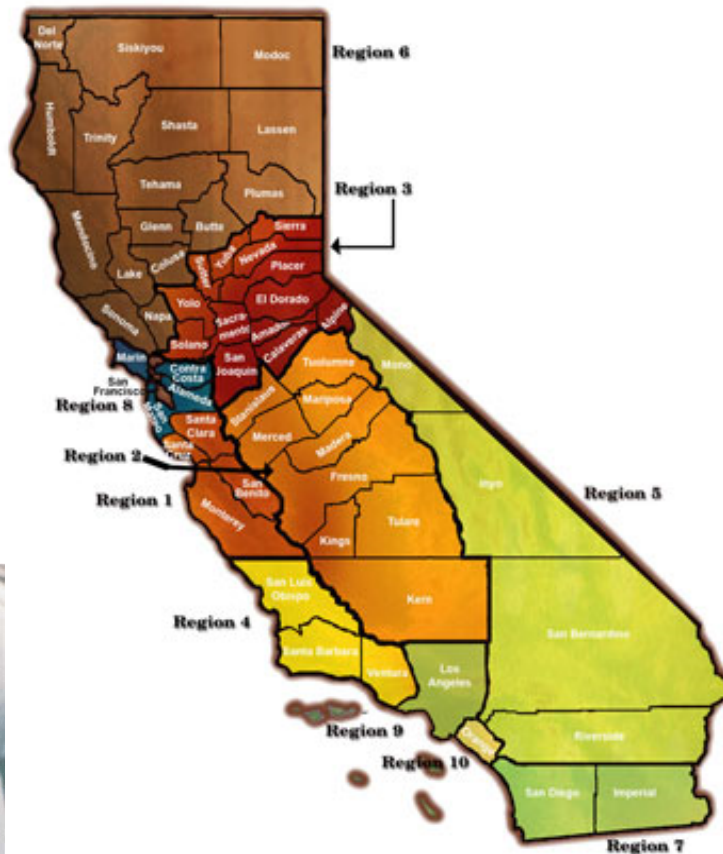 Del
Norte
Siskiyou
Modoc
Region 6
Humboldt
Trinity
Shasta
Lassen
Tehama
Plumas
Region 3
Mendocino
Glenn
Butte
Sierra
Lake
Colusa
Sutter
Yuba
Nevada
Placer
Sonoma
Napa
Yolo
El Dorado
Sacra-
mento
Amador
Alpine
Solano
Calaveras
Marin
Contra
Costa
San
Joaquin
Tuolumne
Mono
San
Francisco
Alameda
Region 8
San
Mateo
Stanislaus
Mariposa
Santa
Clara
Merced
Madera
Santa
Cruz
Region 2
Fresno
Inyo
Region 5
Region 1
San
Benito
Monterey
Kings
Tulare
San Luis
Obispo
Kern
Region 4
San Bernardino
Santa Barbara
Ventura
Los
Angeles
Region 9
Orange
Riverside
Region 10
San Diego
Imperial
Region 7